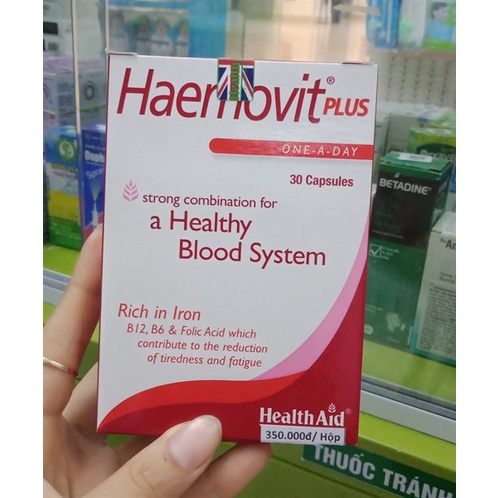 Haemovit® PLUS
ONE-A-DAY
30 Capsules
strong combination for
a Healthy
Blood System
Rich in Iron
B12, B6 & Folic Acid which
contribute to the reduction
of tiredness and fatigue
HealthAid®
350.000đ/ Hộp
BETADINE®
THUỐC TRÁNH